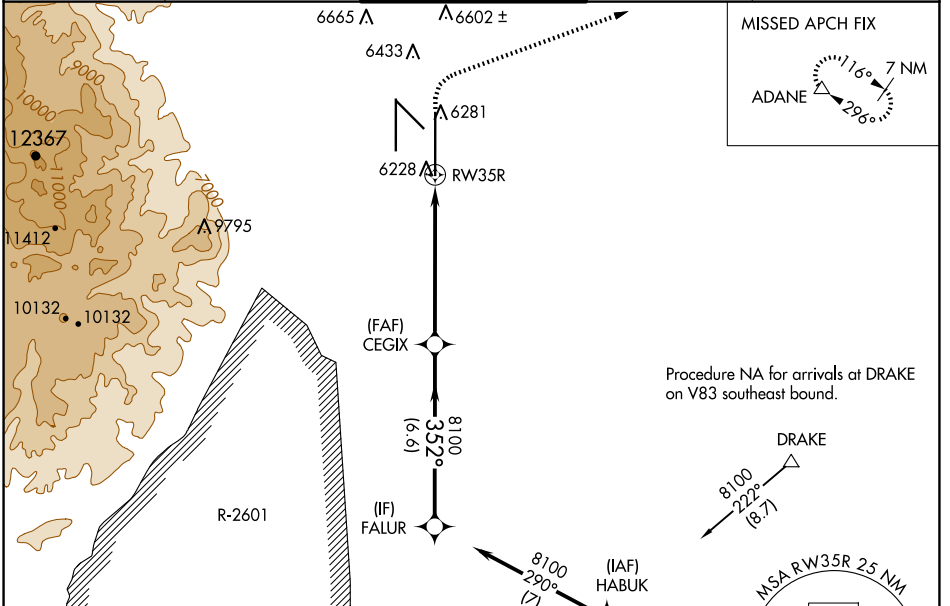 6665
6602 ±
6433
MISSED APCH FIX
116°
7 NM
ADANE
296°
9000
10000
12367
11000
7000
6281
6228
RW35R
9795
11412
10132
10132
(FAF)
CEGIX
Procedure NA for arrivals at DRAKE
on V83 southeast bound.
8100
352°
(6.6)
DRAKE
8100
222°
(8.7)
R-2601
(IF)
FALUR
8100
290°
(7)
(IAF)
HABUK
MSA RW35R 25 NM